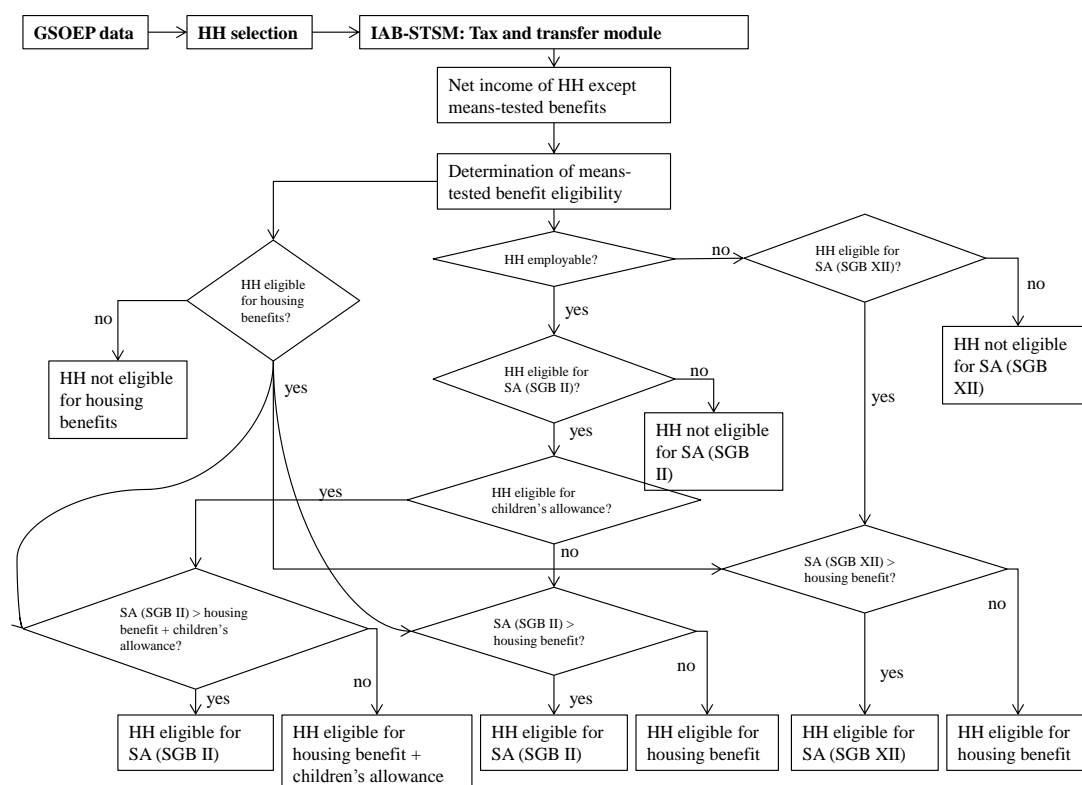 GSOEP data
HH selection
IAB-STSM: Tax and transfer module
Net income of HH except
means-tested benefits
Determination of means-
tested benefit eligibility
HH employable?
no
HH eligible for
SA (SGB XII)?
HH eligible
for housing
benefits?
no
yes
no
HH not eligible
for SA (SGB
XII)
HH not eligible
for housing
benefits
yes
HH eligible for
SA (SGB II)?
no
yes
HH not eligible
for SA (SGB
II)
yes
yes
HH eligible for
children's allowance?
no
SA (SGB XII) >
housing benefit?
no
SA (SGB II) > housing
benefit + children's
allowance?
SA (SGB II) >
housing benefit?
no
yes
no
yes
yes
HH eligible for
SA (SGB II)
HH eligible for
housing benefit +
children's allowance
HH eligible for
SA (SGB II)
HH eligible for
housing benefit
HH eligible for
SA (SGB XII)
HH eligible for
housing benefit